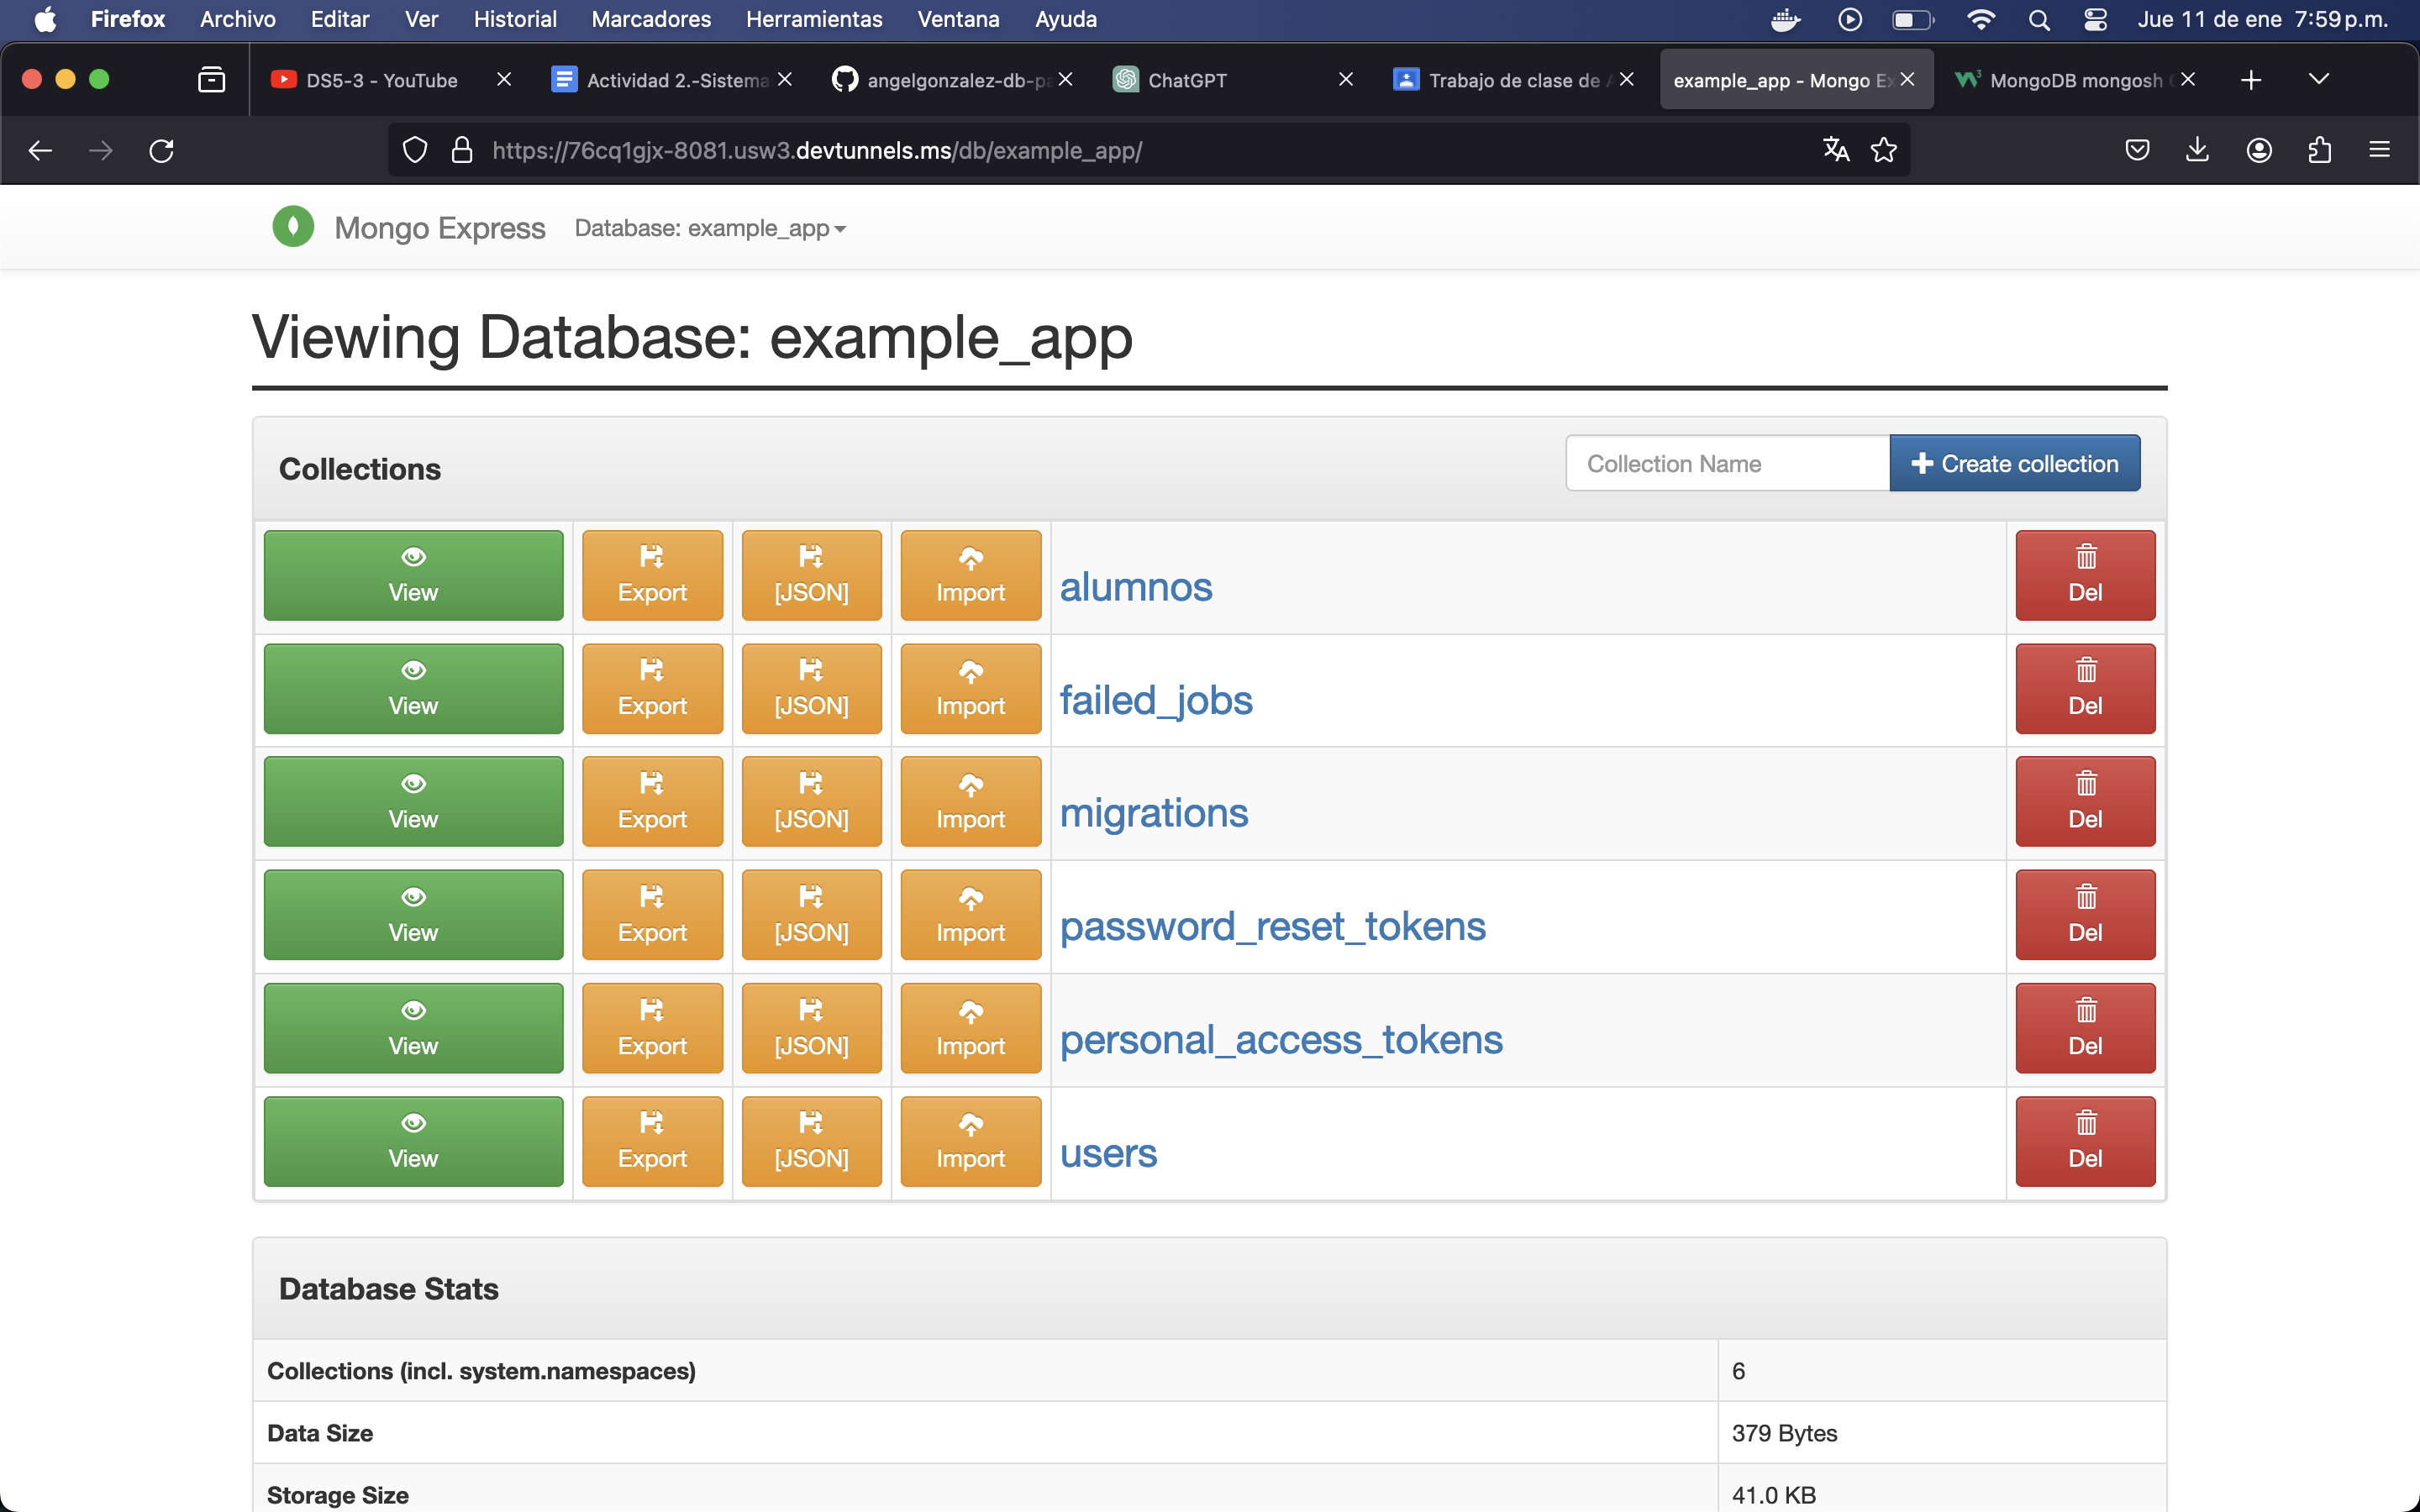 Firefox Archivo Editar Ver Historial Marcadores Herramientas Ventana Ayuda Jue 11 de ene 7:59 p.m.
DS5-3 - YouTube Actividad 2.-Sistema angelgonzalez-db-pa ChatGPT Trabajo de clase de example_app - Mongo Ex MongoDB mongosh
https://76cq1gjx-8081.usw3.devtunnels.ms/db/example_app/
Mongo Express Database: example_app
Viewing Database: example_app
Collections Collection Name Create collection
View Export [JSON] Import alumnos Del
View Export [JSON] Import failed_jobs Del
View Export [JSON] Import migrations Del
View Export [JSON] Import password_reset_tokens Del
View Export [JSON] Import personal_access_tokens Del
View Export [JSON] Import users Del
Database Stats
Collections (incl. system.namespaces) 6
Data Size 379 Bytes
Storage Size 41.0 KB